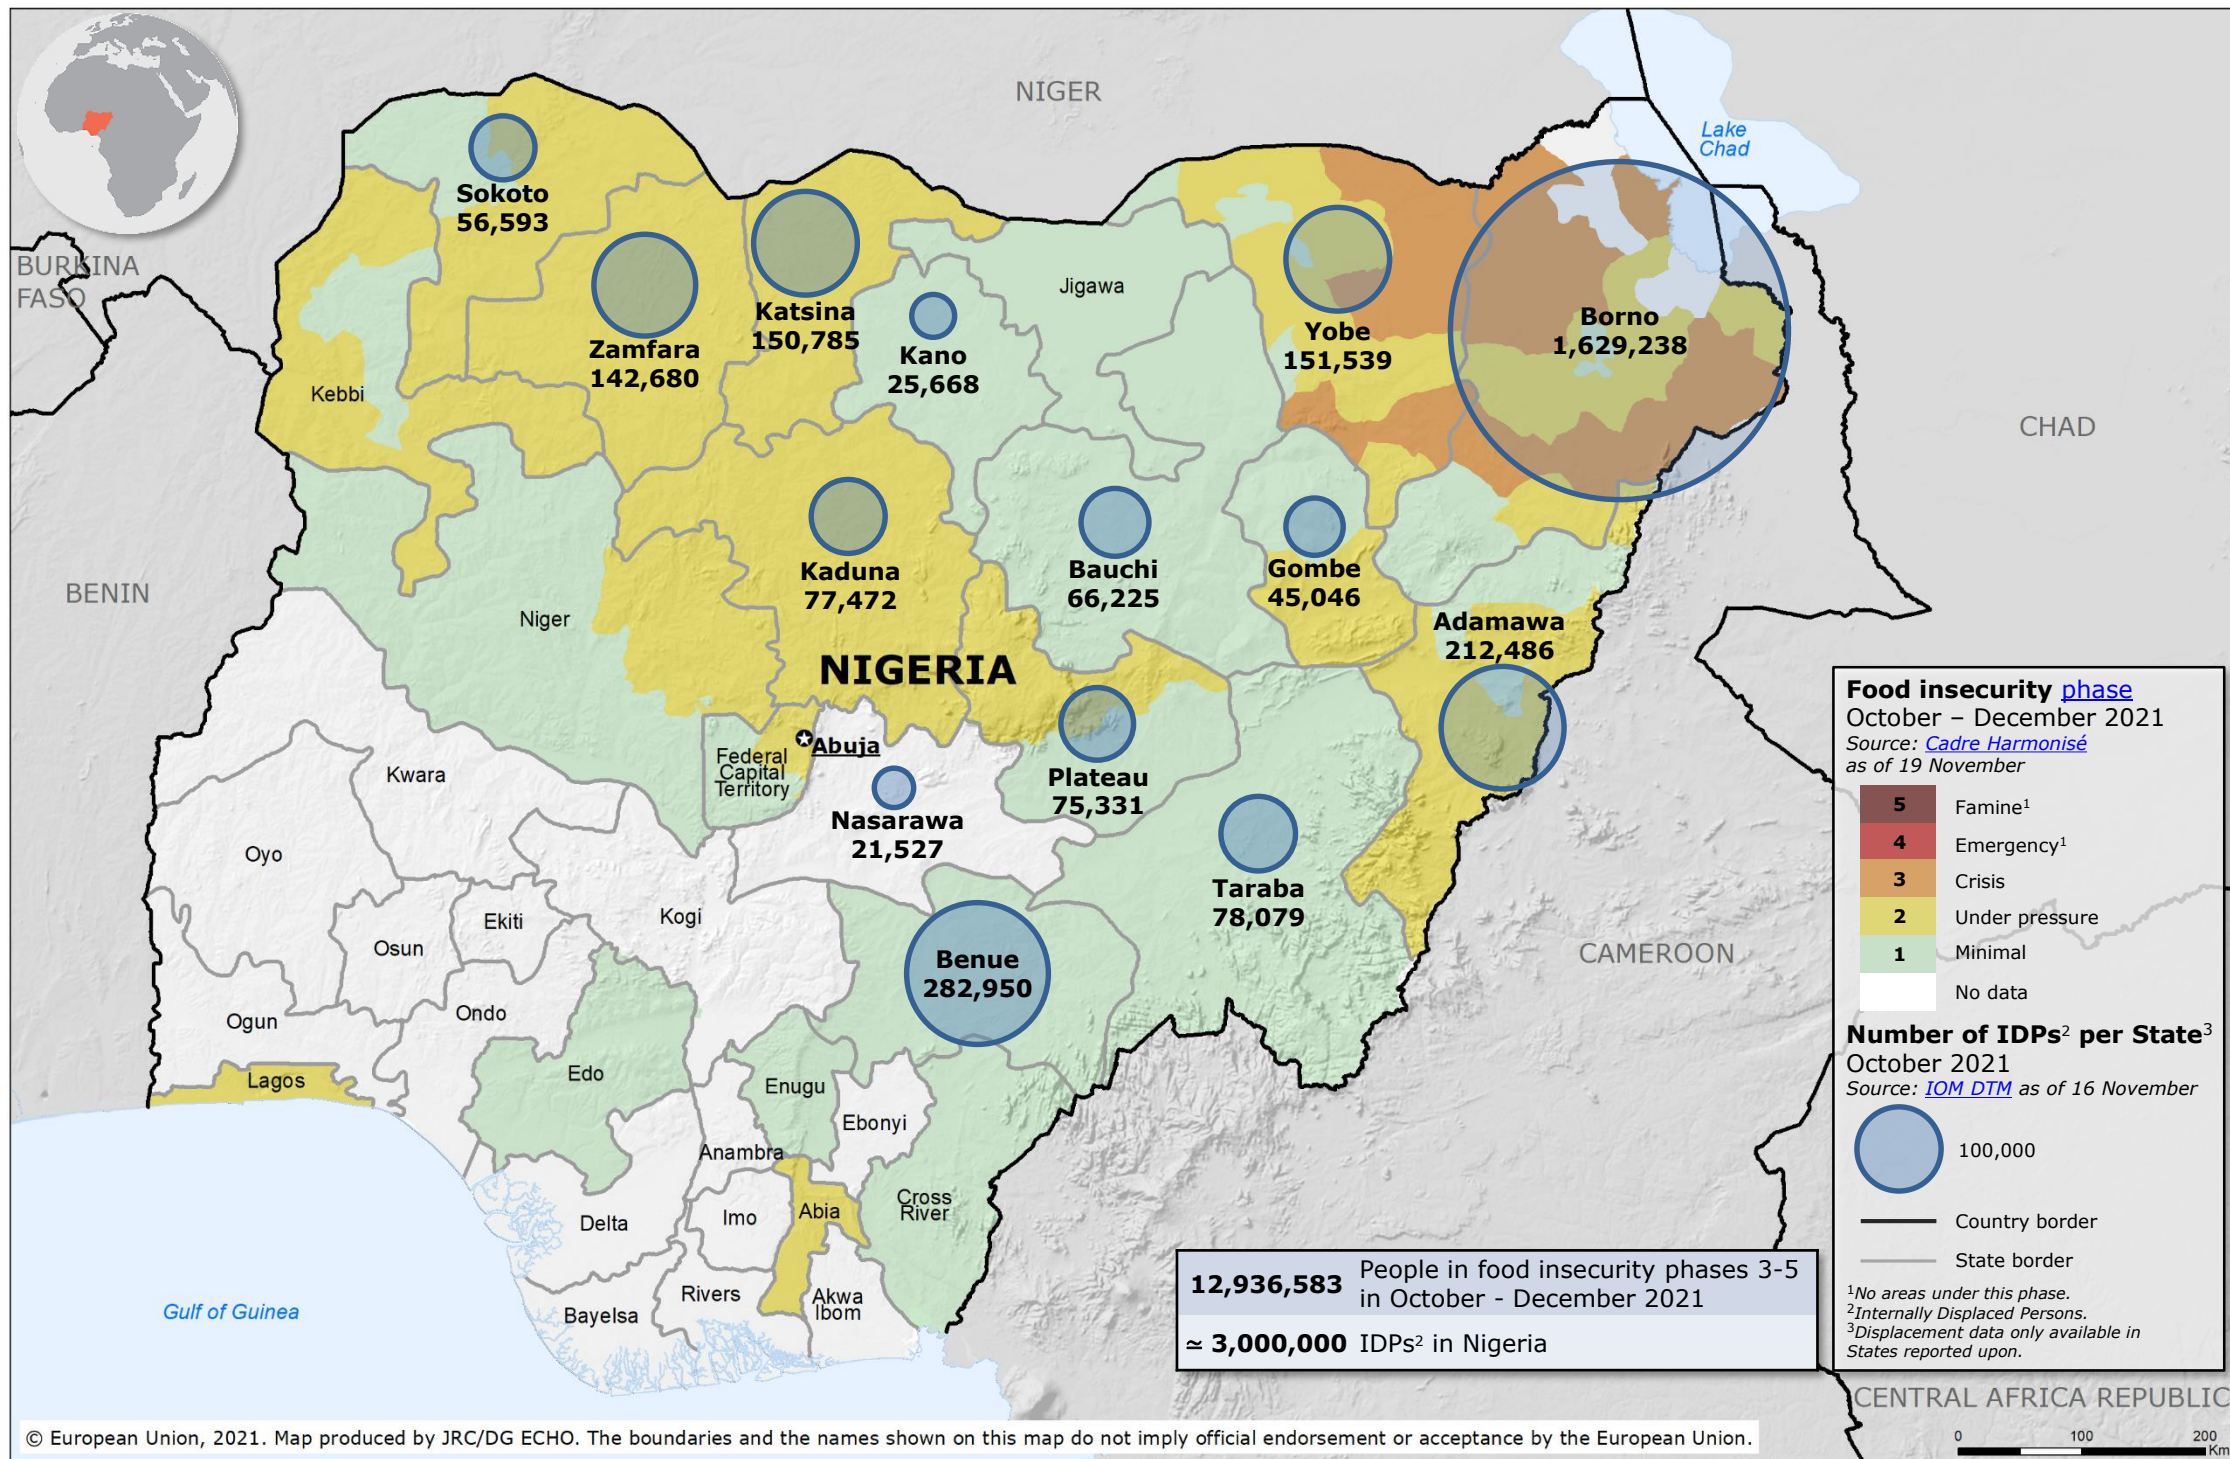 NIGER
Lake
Chad
BURKINA
FASO
Sokoto
56,593
Zamfara
142,680
Katsina
150,785
Kano
25,668
Jigawa
Yobe
151,539
Borno
1,629,238
Kebbi
CHAD
BENIN
Niger
Kaduna
77,472
Bauchi
66,225
Gombe
45,046
Adamawa
212,486
NIGERIA
Abuja
Federal
Capital
Territory
Kwara
Nasarawa
21,527
Plateau
75,331
Taraba
78,079
Oyo
Osun
Ekiti
Kogi
Benue
282,950
CAMEROON
Ogun
Ondo
Lagos
Edo
Enugu
Ebonyi
Anambra
Delta
Imo
Abia
Cross
River
Bayelsa
Rivers
Akwa
Ibom
Gulf of Guinea
CENTRAL AFRICA REPUBLIC
Food insecurity phase
October – December 2021
Source: Cadre Harmonisé
as of 19 November
5 Famine¹
4 Emergency¹
3 Crisis
2 Under pressure
1 Minimal
No data
Number of IDPs² per State³
October 2021
Source: IOM DTM as of 16 November
100,000
Country border
State border
¹No areas under this phase.
²Internally Displaced Persons.
³Displacement data only available in
States reported upon.
12,936,583 People in food insecurity phases 3-5
in October - December 2021
≃ 3,000,000 IDPs² in Nigeria
0 100 200
Km
© European Union, 2021. Map produced by JRC/DG ECHO. The boundaries and the names shown on this map do not imply official endorsement or acceptance by the European Union.